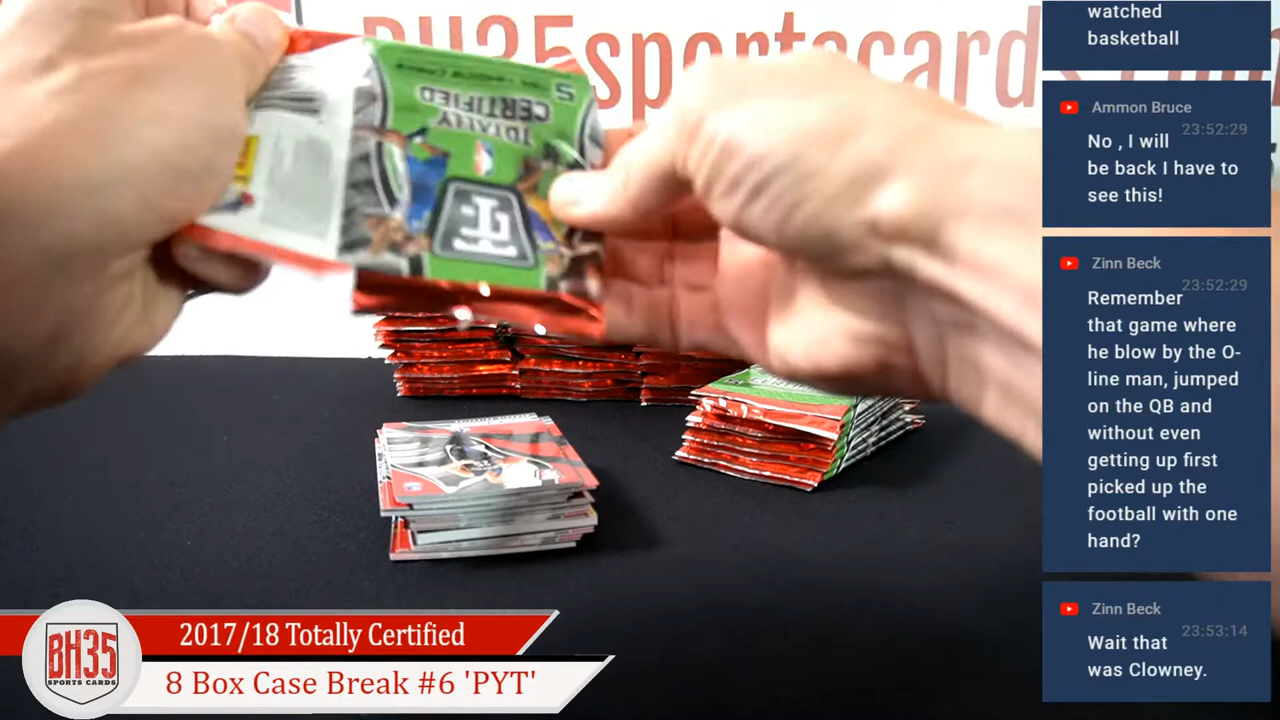 BH35sportscards.com
5
TOTALLY
CERTIFIED
watched
basketball
Ammon Bruce
23:52:29
No , I will
be back I have to
see this!
Zinn Beck
23:52:29
Remember
that game where
he blow by the O-
line man, jumped
on the QB and
without even
getting up first
picked up the
football with one
hand?
Zinn Beck
23:53:14
Wait that
was Clowney.
BH35
SPORTS CARDS
2017/18 Totally Certified
8 Box Case Break #6 'PYT'